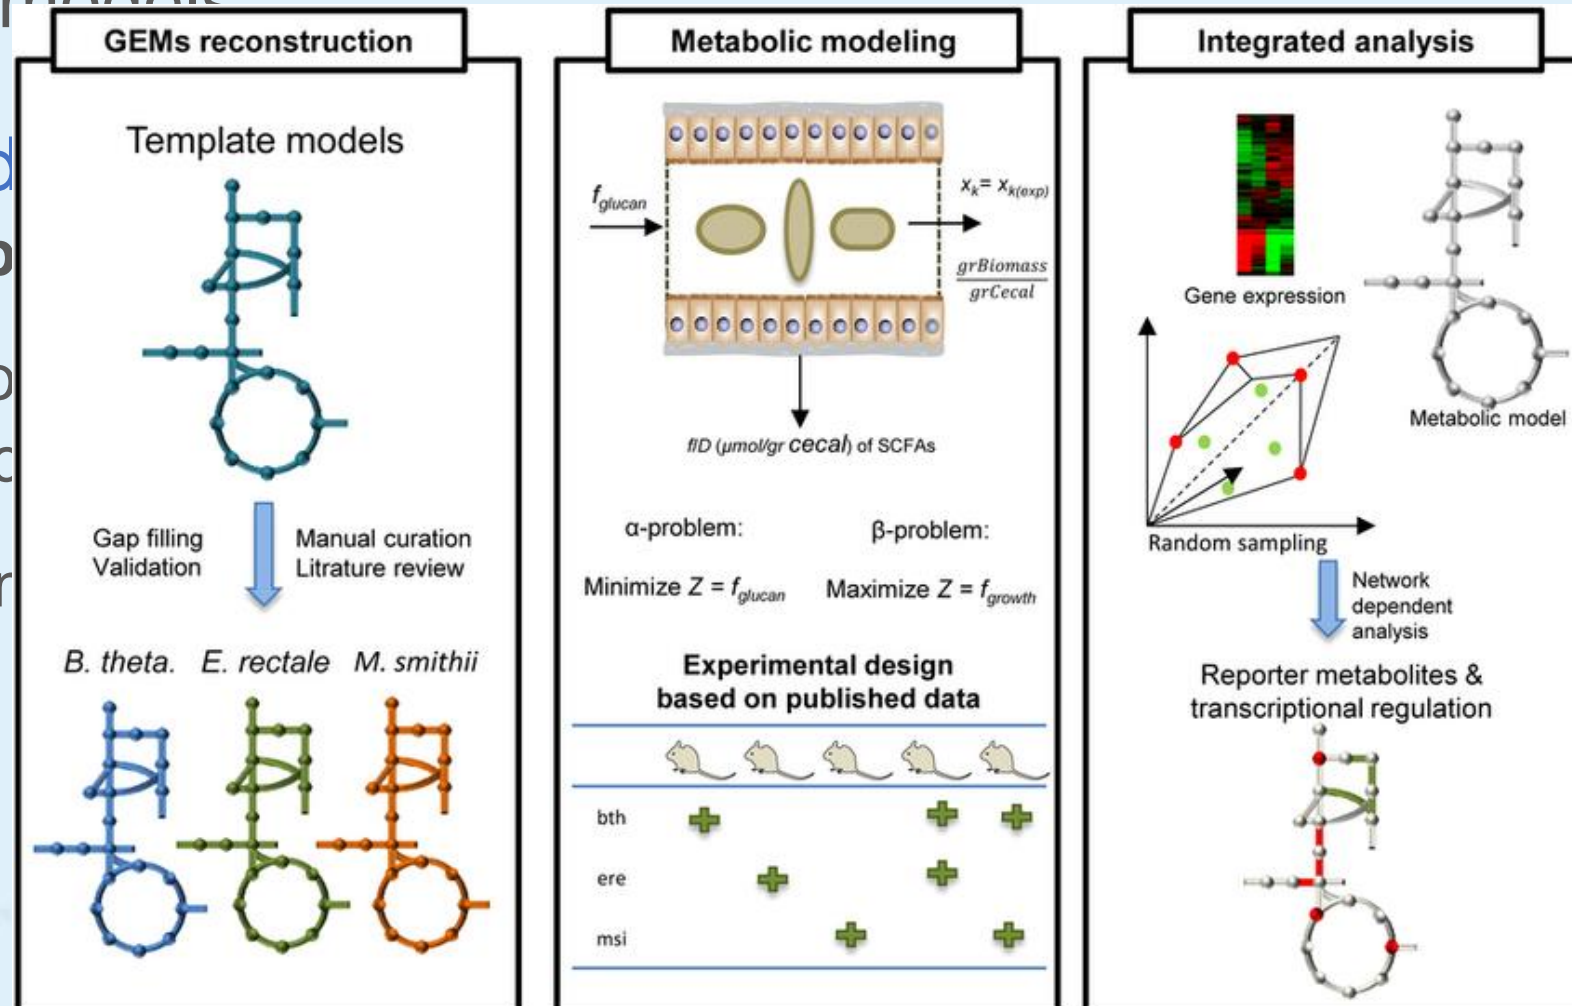 GEMs reconstruction
Template models
Gap filling
Validation
Manual curation
Litrature review
B. theta. E. rectale M. smithii
Metabolic modeling
f_glucan
x_k = x_k(exp)
grBiomass
grCecal
f/D (μmol/gr cecal) of SCFAs
α-problem:
β-problem:
Minimize Z = f_glucan
Maximize Z = f_growth
Experimental design
based on published data
bth
ere
msi
Integrated analysis
Gene expression
Metabolic model
Random sampling
Network
dependent
analysis
Reporter metabolites &
transcriptional regulation